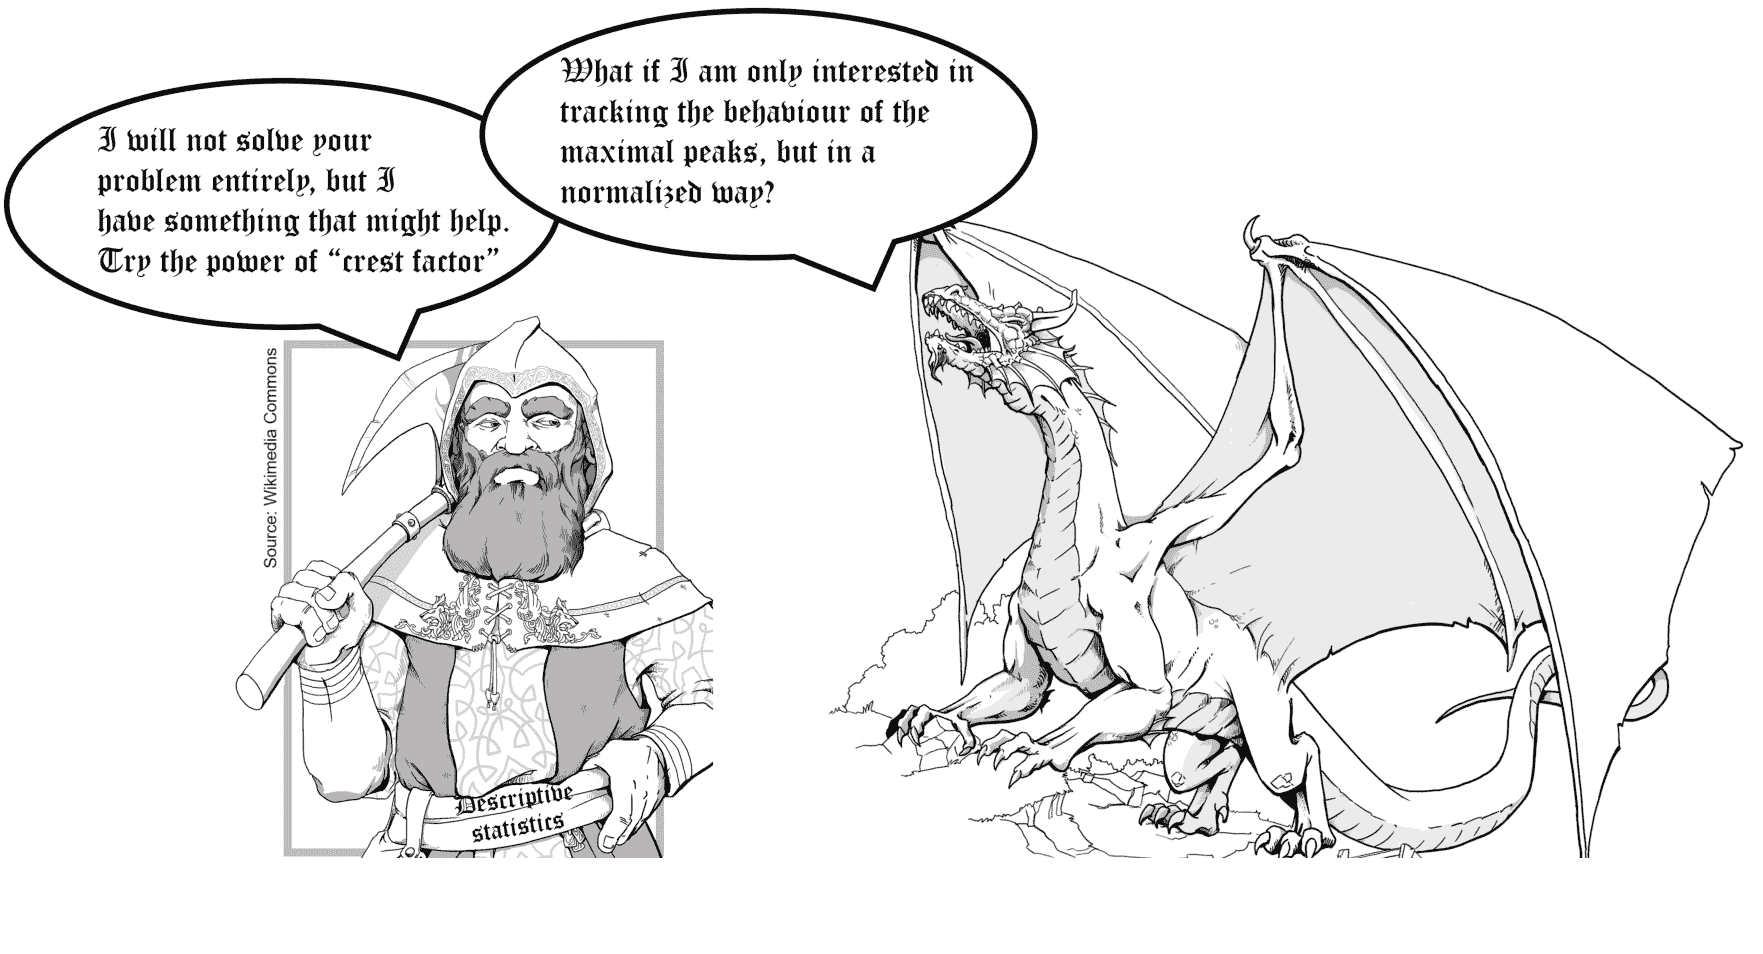 What if I am only interested in
tracking the behaviour of the
maximal peaks, but in a
normalized way?
I will not solve your
problem entirely, but I
have something that might help.
Try the power of “crest factor”
Source: Wikimedia Commons
Descriptive
statistics